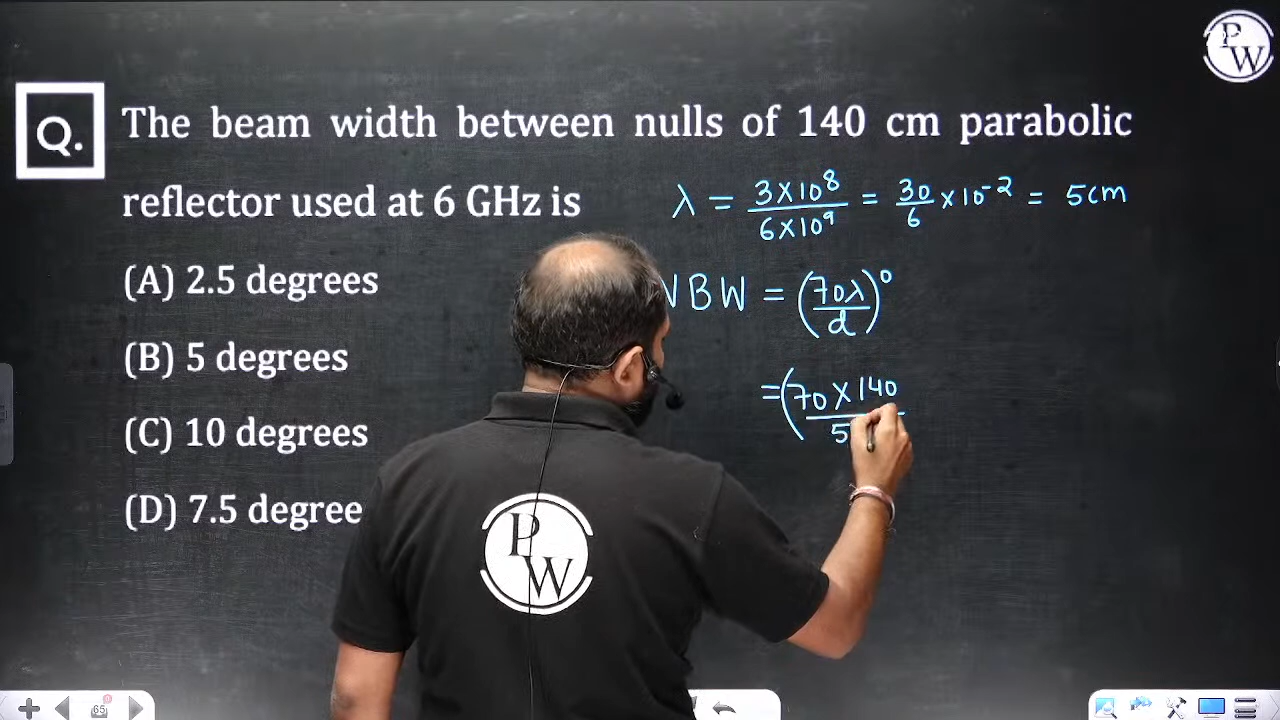 P
W
Q.
The beam width between nulls of 140 cm parabolic
reflector used at 6 GHz is
λ = 3×10⁸ / 6×10⁹ = 30/6 ×10⁻² = 5cm
(A) 2.5 degrees
BW = (70λ/d)⁰
(B) 5 degrees
=(70×140/5
(C) 10 degrees
(D) 7.5 degree
P
W
65